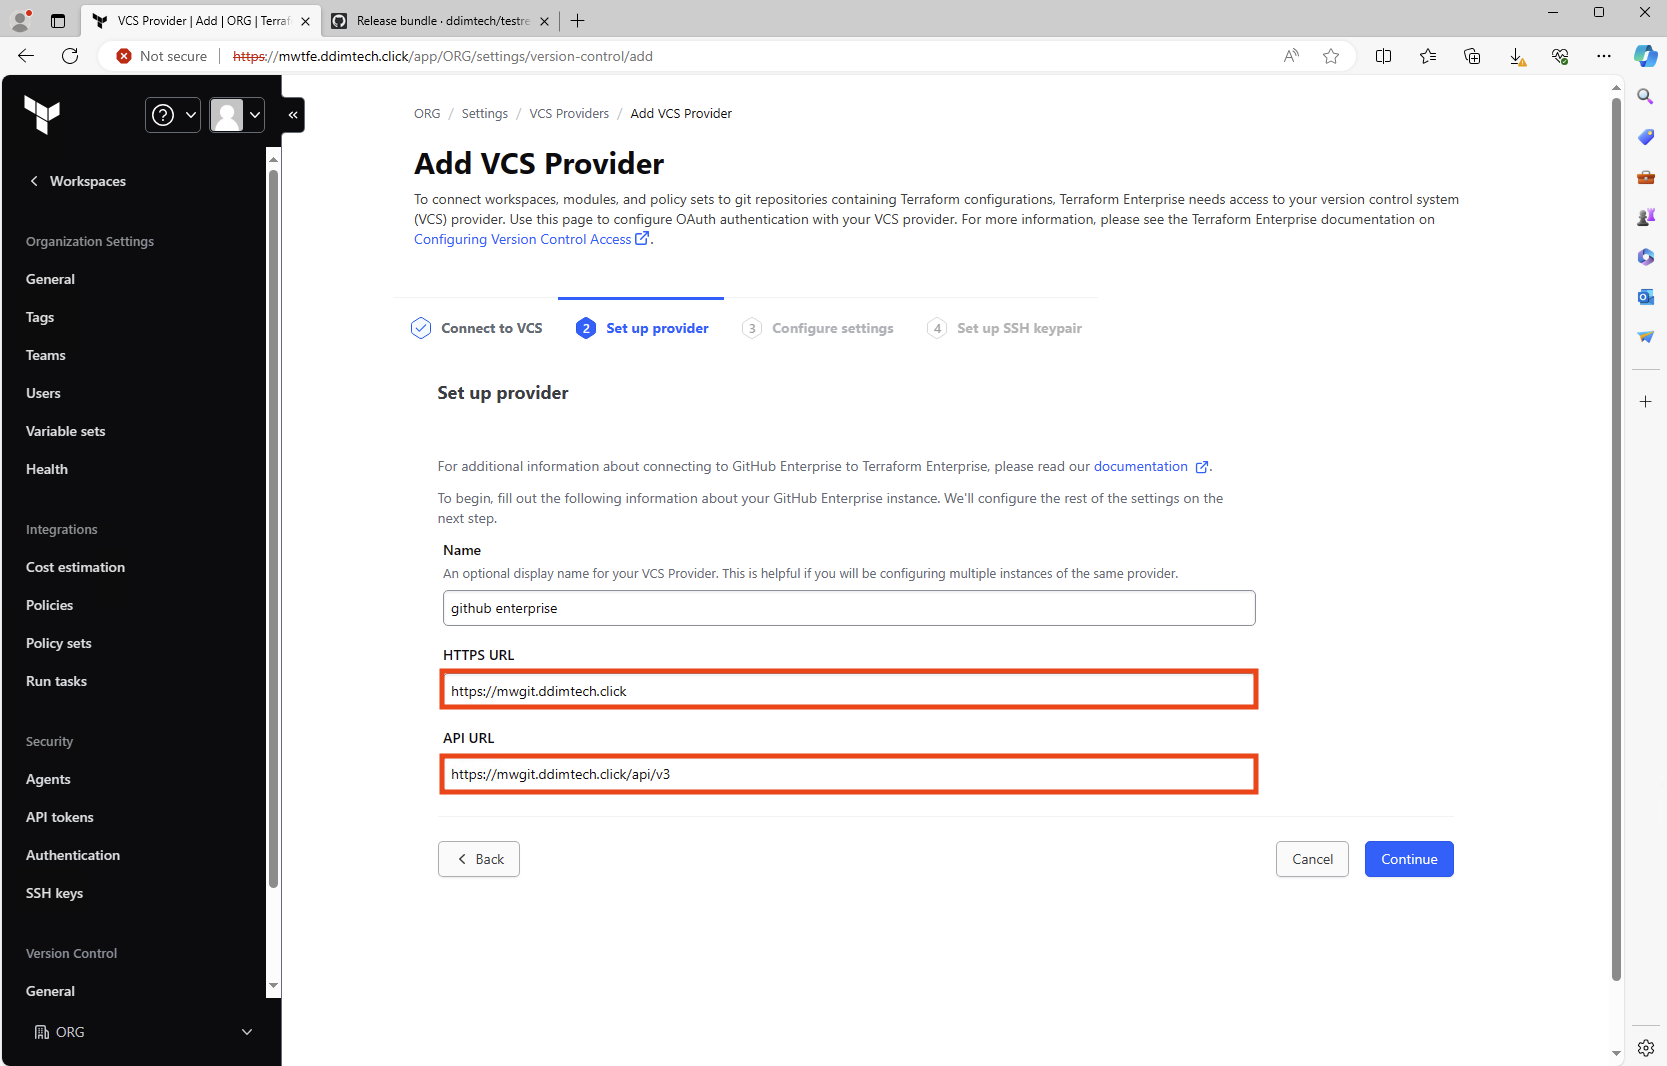 VCS Provider | Add | ORG | Terraf
Release bundle · ddimtech/testre
Not secure
https://mwtfe.ddimtech.click/app/ORG/settings/version-control/add
Workspaces
Organization Settings
General
Tags
Teams
Users
Variable sets
Health
Integrations
Cost estimation
Policies
Policy sets
Run tasks
Security
Agents
API tokens
Authentication
SSH keys
Version Control
General
ORG
ORG / Settings / VCS Providers / Add VCS Provider
Add VCS Provider
To connect workspaces, modules, and policy sets to git repositories containing Terraform configurations, Terraform Enterprise needs access to your version control system
(VCS) provider. Use this page to configure OAuth authentication with your VCS provider. For more information, please see the Terraform Enterprise documentation on
Configuring Version Control Access.
Connect to VCS
2 Set up provider
3 Configure settings
4 Set up SSH keypair
Set up provider
For additional information about connecting to GitHub Enterprise to Terraform Enterprise, please read our documentation.
To begin, fill out the following information about your GitHub Enterprise instance. We'll configure the rest of the settings on the
next step.
Name
An optional display name for your VCS Provider. This is helpful if you will be configuring multiple instances of the same provider.
github enterprise
HTTPS URL
https://mwgit.ddimtech.click
API URL
https://mwgit.ddimtech.click/api/v3
Back
Cancel
Continue